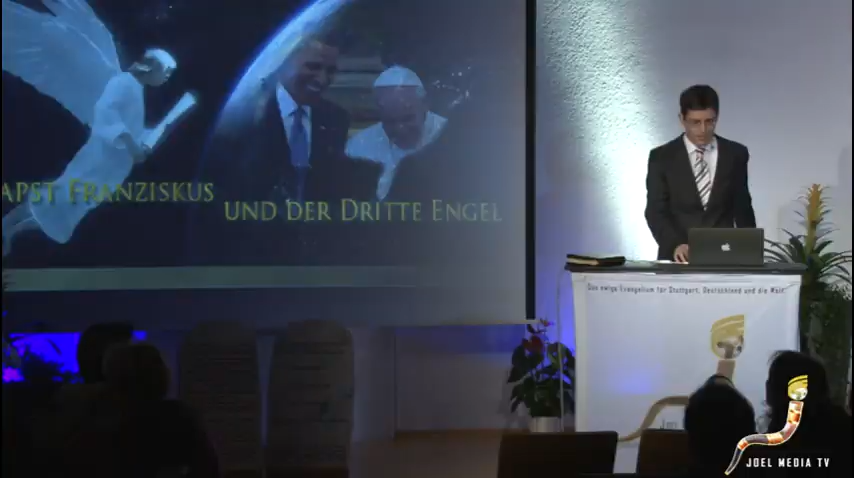 APST FRANZISKUS
UND DER DRITTE ENGEL
Das ewige Evangelium für Stuttgart, Deutschland und die Welt
JOEL MEDIA TV